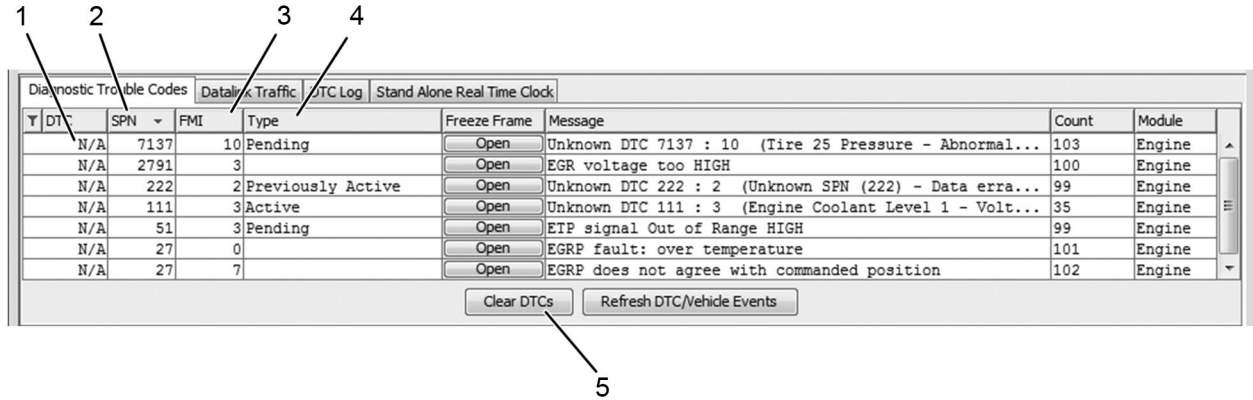 1 2 3 4
Diagnostic Trouble Codes Datalink Traffic DTC Log Stand Alone Real Time Clock
DTC SPN FMI Type Freeze Frame Message Count Module
N/A 7137 10 Pending Open Unknown DTC 7137 : 10 (Tire 25 Pressure - Abnormal... 103 Engine
N/A 2791 3 Open EGR voltage too HIGH 100 Engine
N/A 222 2 Previously Active Open Unknown DTC 222 : 2 (Unknown SPN (222) - Data erra... 99 Engine
N/A 111 3 Active Open Unknown DTC 111 : 3 (Engine Coolant Level 1 - Volt... 35 Engine
N/A 51 3 Pending Open ETP signal Out of Range HIGH 99 Engine
N/A 27 0 Open EGRP fault: over temperature 101 Engine
N/A 27 7 Open EGRP does not agree with commanded position 102 Engine
Clear DTCs Refresh DTC/Vehicle Events
5